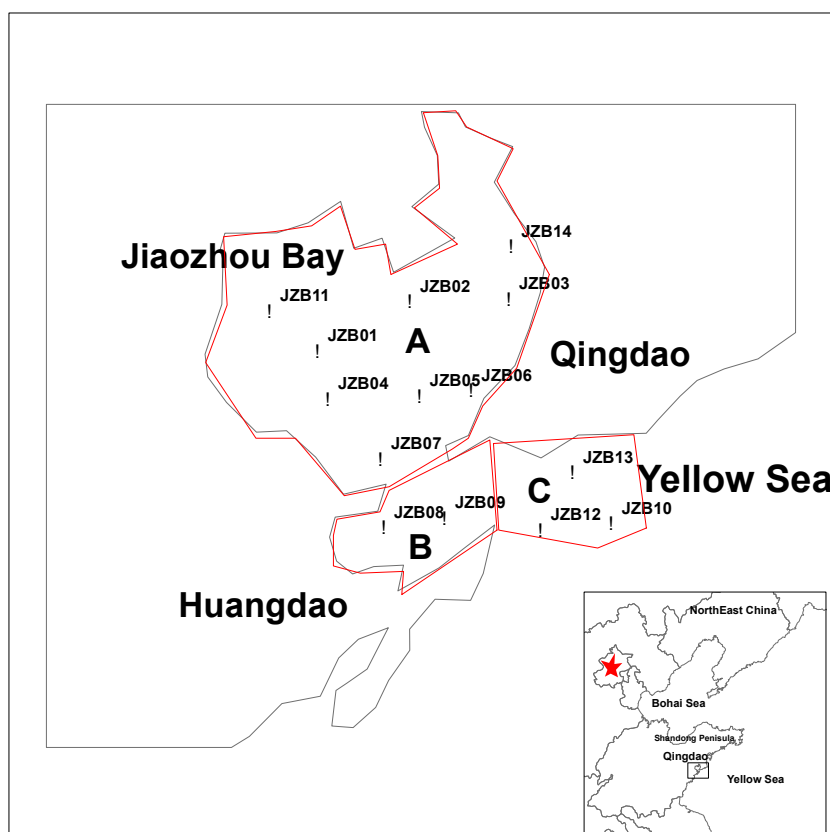 JZB14
Jiaozhou Bay
JZB11
JZB02
JZB03
JZB01
A
Qingdao
JZB04
JZB05
JZB06
JZB07
JZB13
Yellow Sea
C
JZB08
JZB09
JZB12
JZB10
B
Huangdao
NorthEast China
Bohai Sea
Shandong Penisula
Qingdao
Yellow Sea